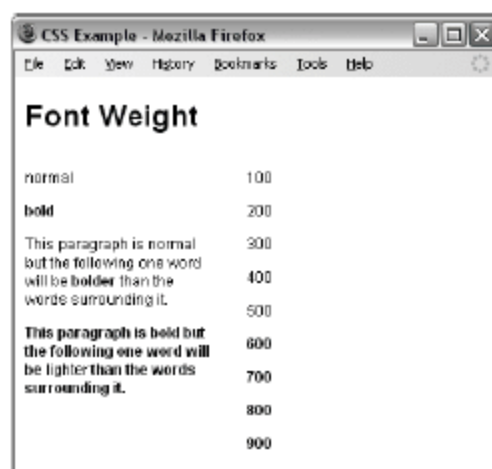 CSS Example - Mozilla Firefox
File Edit View History Bookmarks Tools Help
Font Weight
normal
bold
This paragraph is normal
but the following one word
will be bolder than the
words surrounding it.
This paragraph is bold but
the following one word will
be lighter than the words
surrounding it.
100
200
300
400
500
600
700
800
900